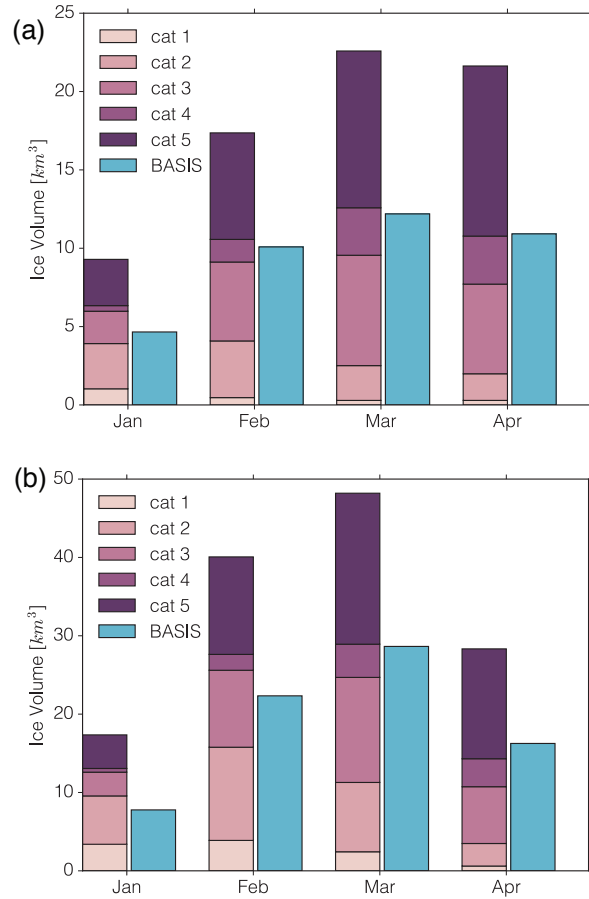 (a)
25
20
15
10
5
0
Ice Volume [km³]
cat 1
cat 2
cat 3
cat 4
cat 5
BASIS
Jan Feb Mar Apr
(b)
50
40
30
20
10
0
Ice Volume [km³]
cat 1
cat 2
cat 3
cat 4
cat 5
BASIS
Jan Feb Mar Apr